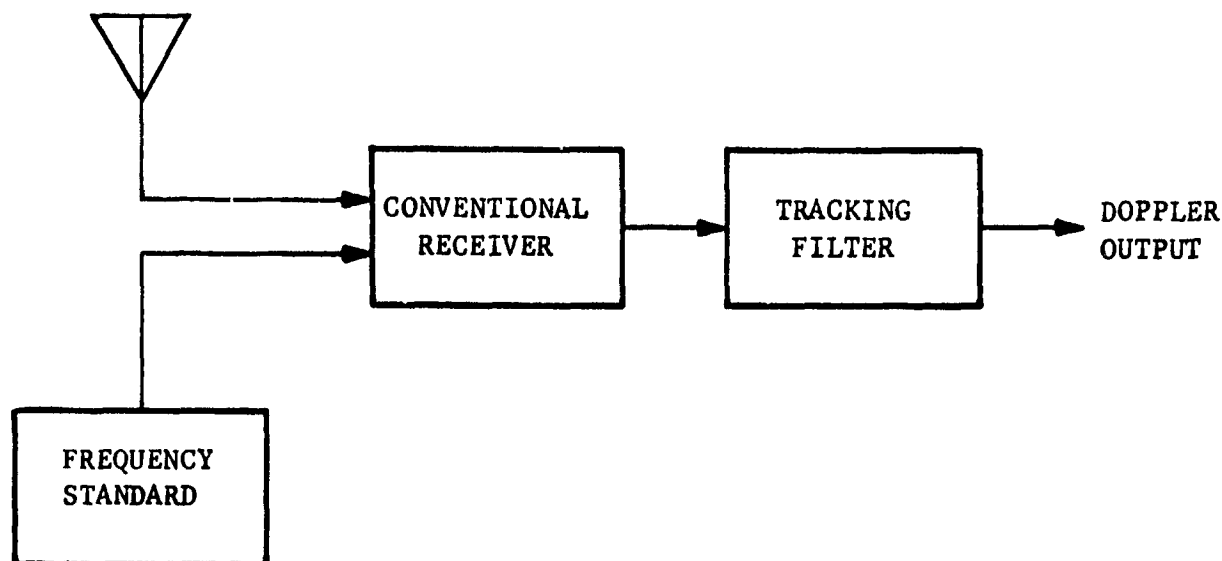 CONVENTIONAL
RECEIVER
TRACKING
FILTER
DOPPLER
OUTPUT
FREQUENCY
STANDARD